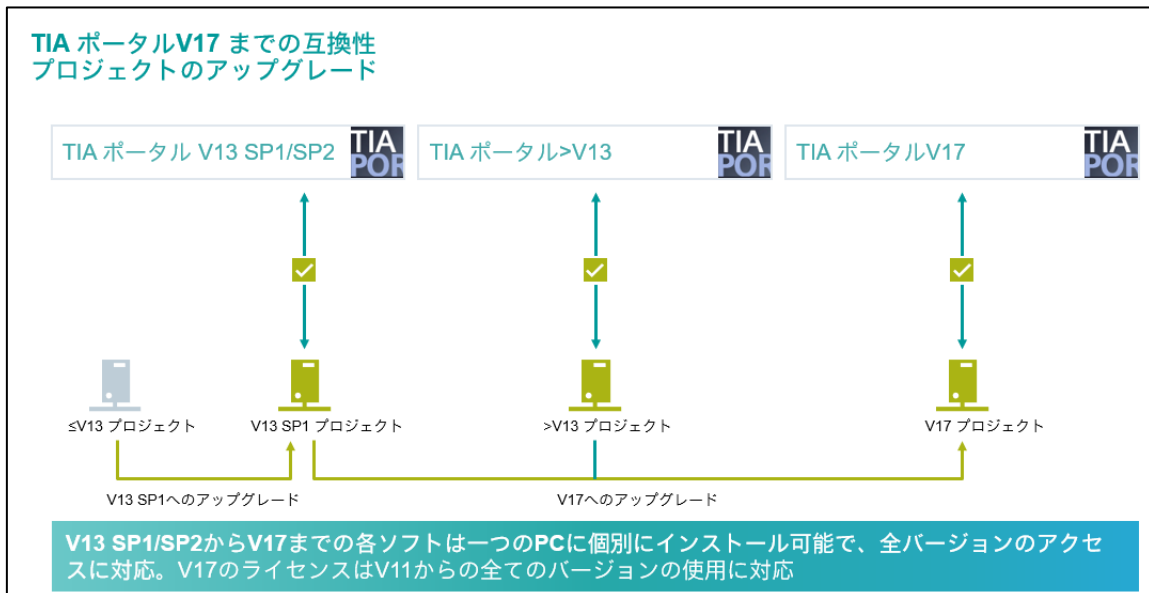 TIA ポータルV17 までの互換性
プロジェクトのアップグレード
TIA ポータル V13 SP1/SP2
TIA
POR
TIA ポータル>V13
TIA
POR
TIA ポータルV17
TIA
POR
≤V13 プロジェクト
V13 SP1 プロジェクト
>V13 プロジェクト
V17 プロジェクト
V13 SP1へのアップグレード
V17へのアップグレード
V13 SP1/SP2からV17までの各ソフトは一つのPCに個別にインストール可能で、全バージョンのアクセ
スに対応。V17のライセンスはV11からの全てのバージョンの使用に対応